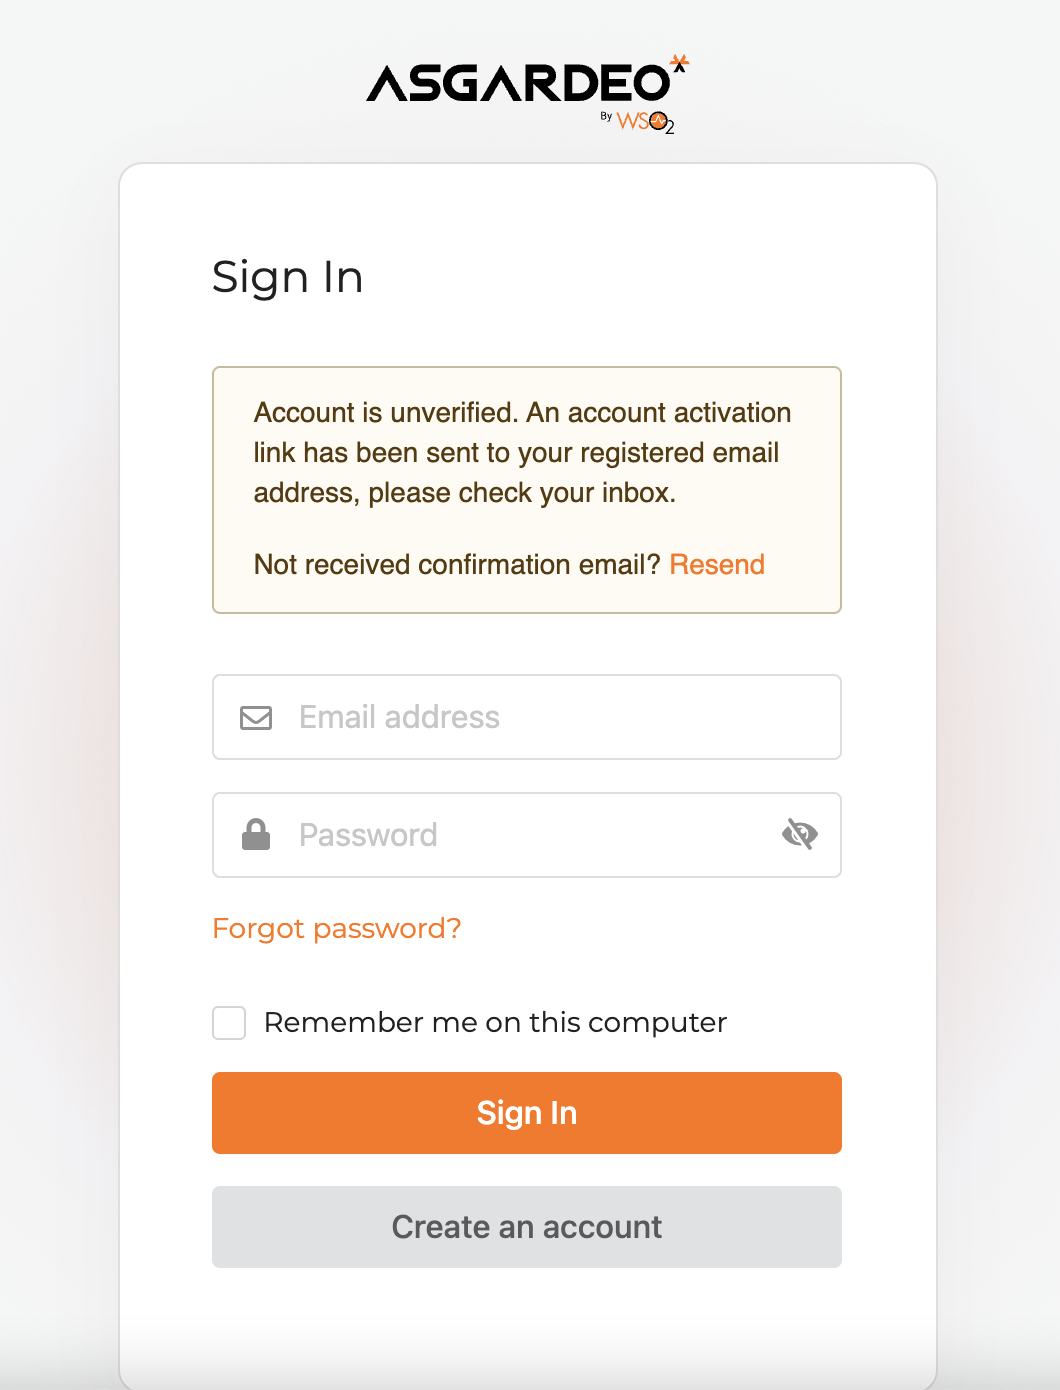 ASGARDEO
By WSO2
Sign In
Account is unverified. An account activation
link has been sent to your registered email
address, please check your inbox.
Not received confirmation email? Resend
Email address
Password
Forgot password?
Remember me on this computer
Sign In
Create an account